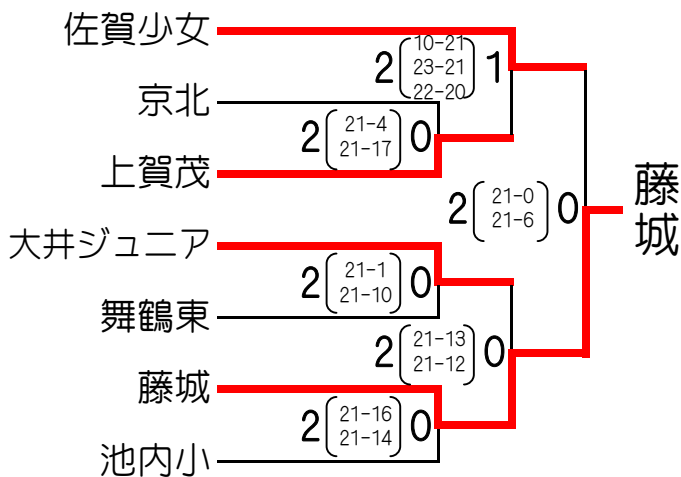 佐賀少女
2 10-21 1
23-21
22-20
京北
2 21-4 0
21-17
上賀茂
2 21-0 0
21-6
藤城
大井ジュニア
2 21-1 0
21-10
舞鶴東
2 21-13 0
21-12
藤城
2 21-16 0
21-14
池内小